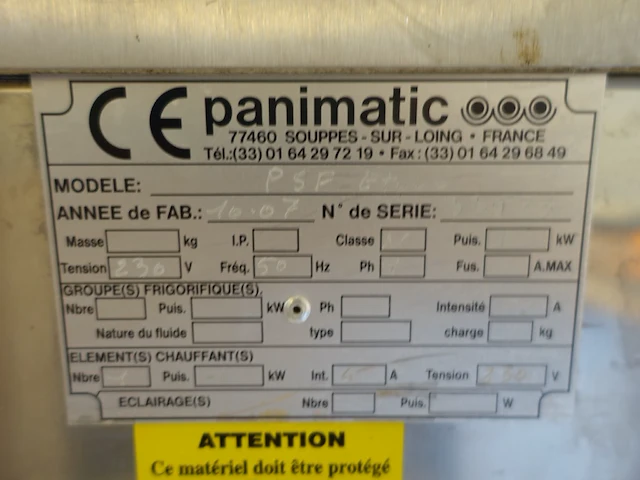 CE panimatic
77460 SOUPPES - SUR - LOING • FRANCE
Tél.:(33) 01 64 29 72 19 • Fax : (33) 01 64 29 68 49
MODELE: PSF
ANNEE de FAB.: 10.07 N° de SERIE:
Masse kg I.P. Classe Puis. kW
Tension 230 V Fréq. 50 Hz Ph Fus. A.MAX
GROUPE(S) FRIGORIFIQUE(S).
Nbre Puis. kW Ph Intensité A
Nature du fluide type charge kg
ELEMENT(S) CHAUFFANT(S)
Nbre Puis. kW Int. A Tension 230 V
ECLAIRAGE(S) Nbre Puis. W
ATTENTION
Ce matériel doit être protégé